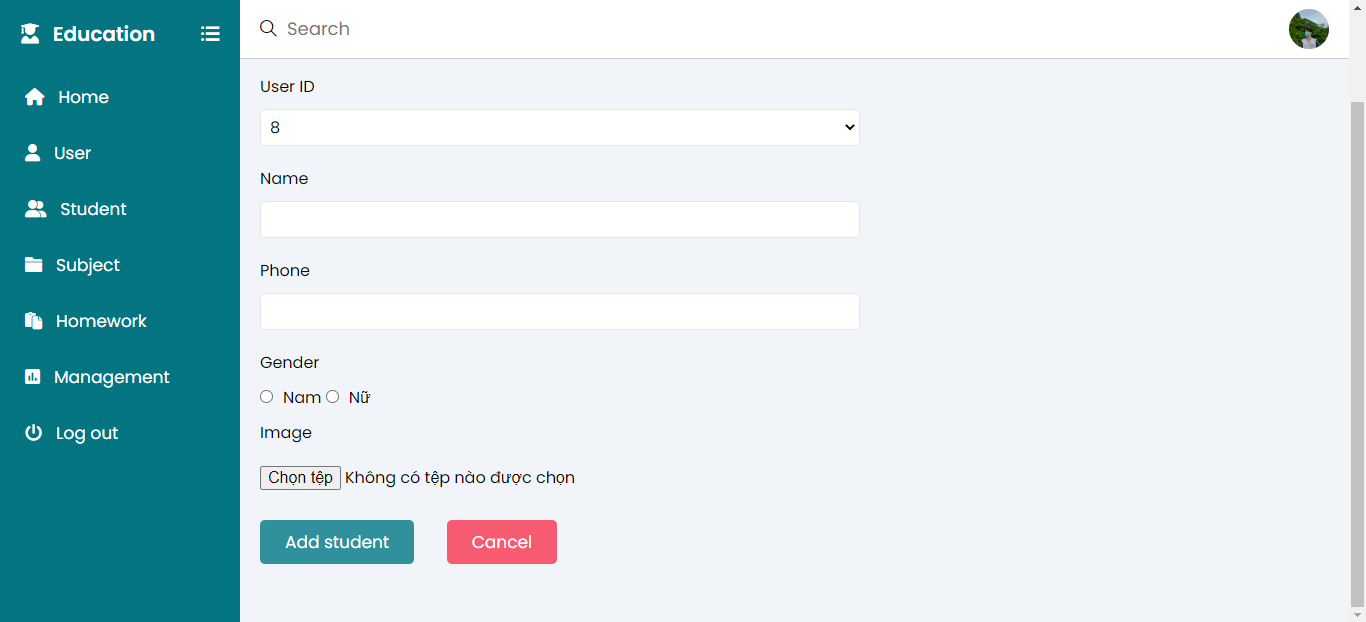 Education
Home
User
Student
Subject
Homework
Management
Log out
Search
User ID
8
Name
Phone
Gender
Nam Nữ
Image
Chọn tệp Không có tệp nào được chọn
Add student Cancel